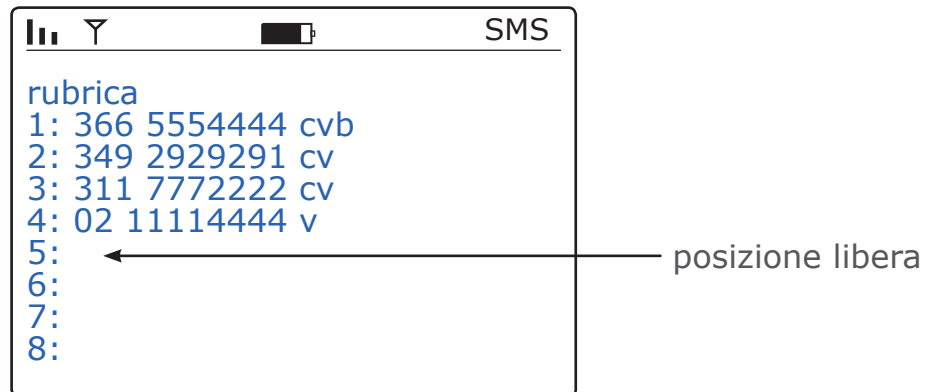 SMS
rubrica
1: 366 5554444 cvb
2: 349 2929291 cv
3: 311 7772222 cv
4: 02 11114444 v
5:
posizione libera
6:
7:
8: